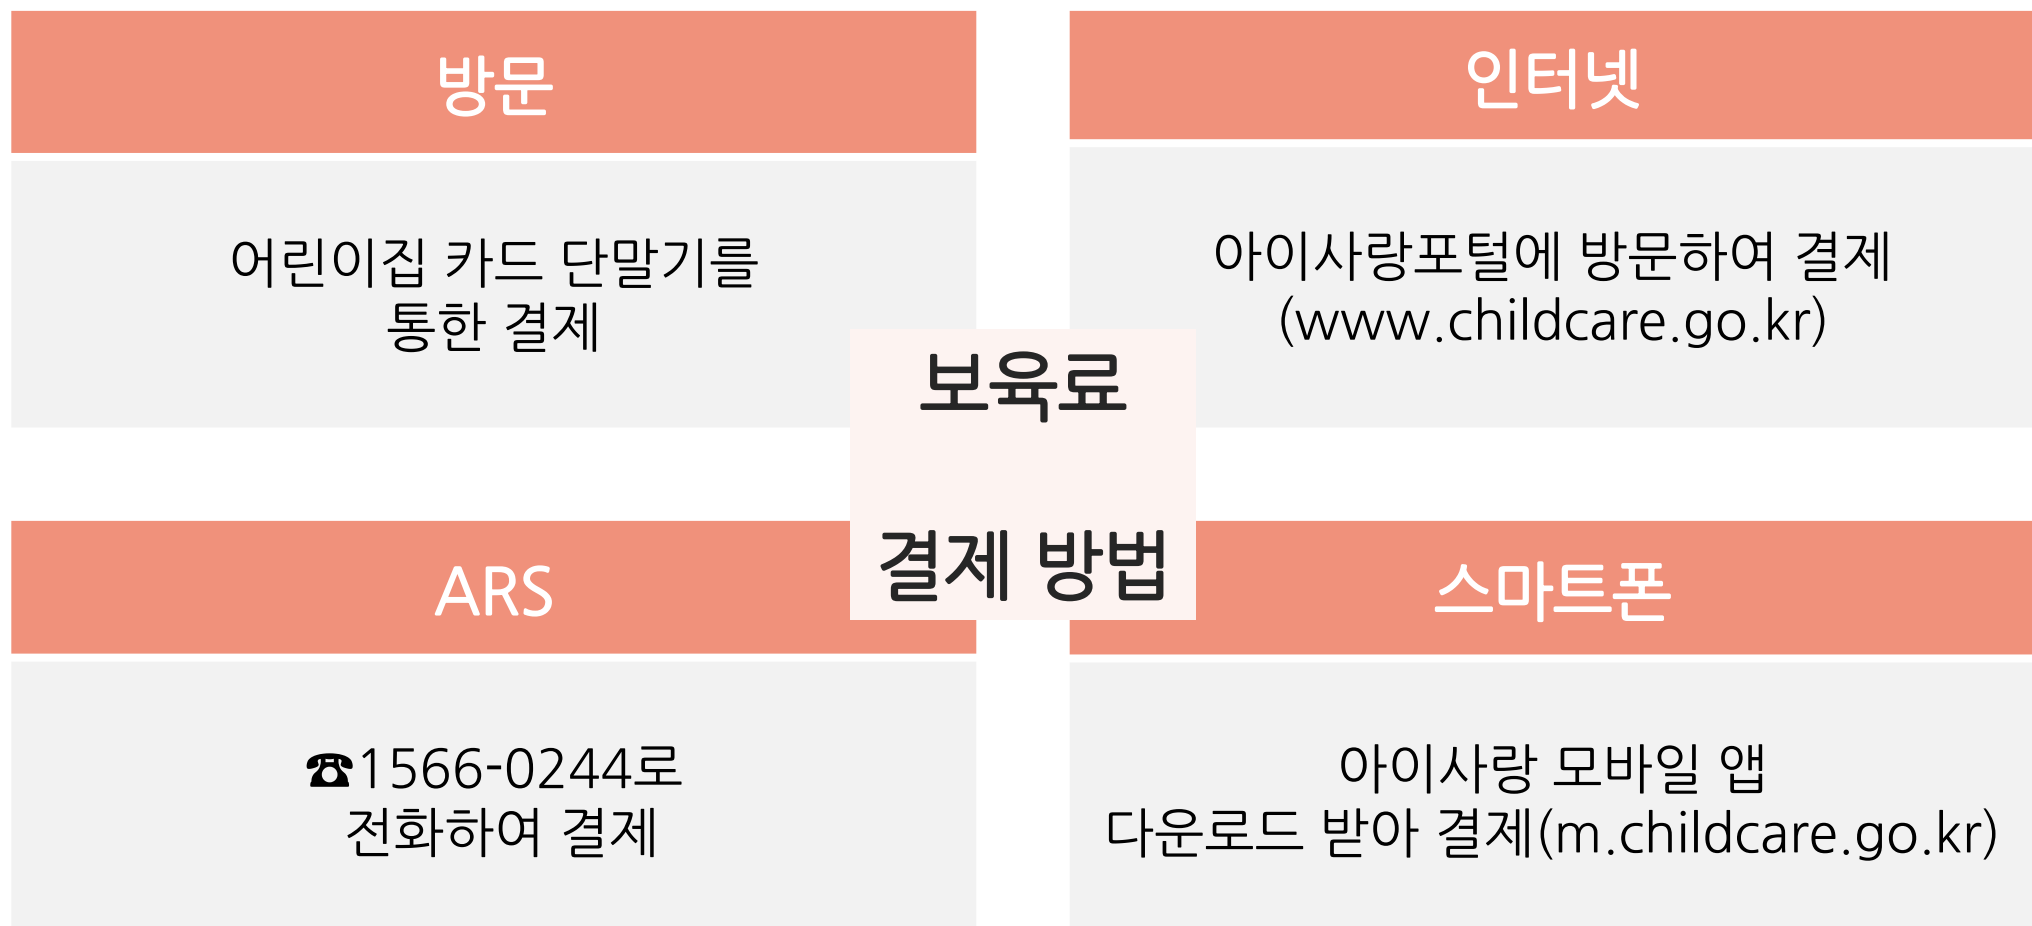 방문
어린이집 카드 단말기를
통한 결제
인터넷
아이사랑포털에 방문하여 결제
(www.childcare.go.kr)
보육료
결제 방법
ARS
☎1566-0244로
전화하여 결제
스마트폰
아이사랑 모바일 앱
다운로드 받아 결제(m.childcare.go.kr)